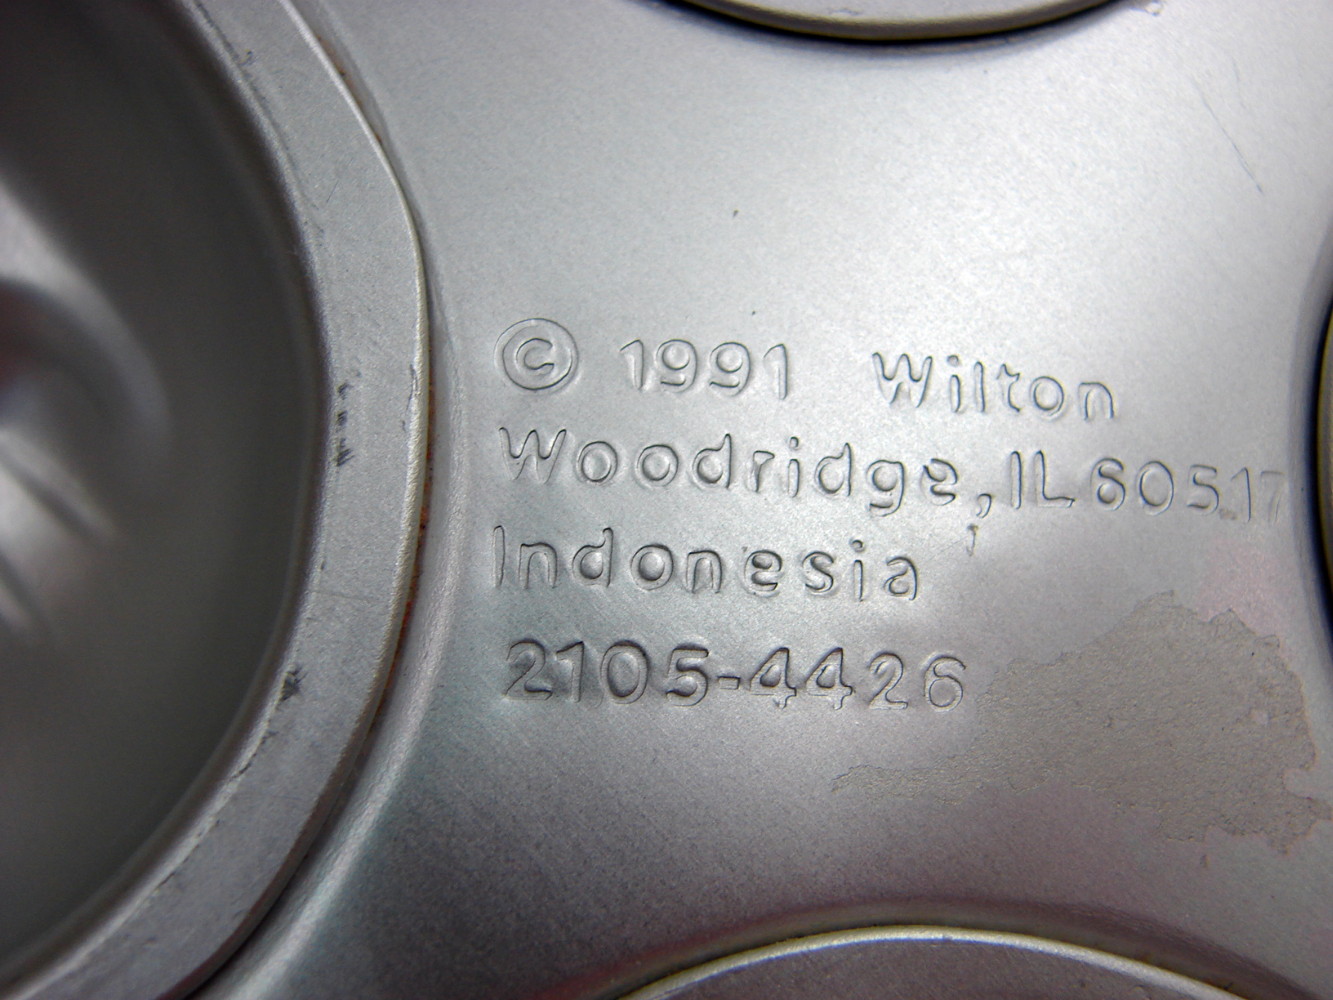 © 1991 Wilton
Woodridge, IL 60517
Indonesia
2105-4426